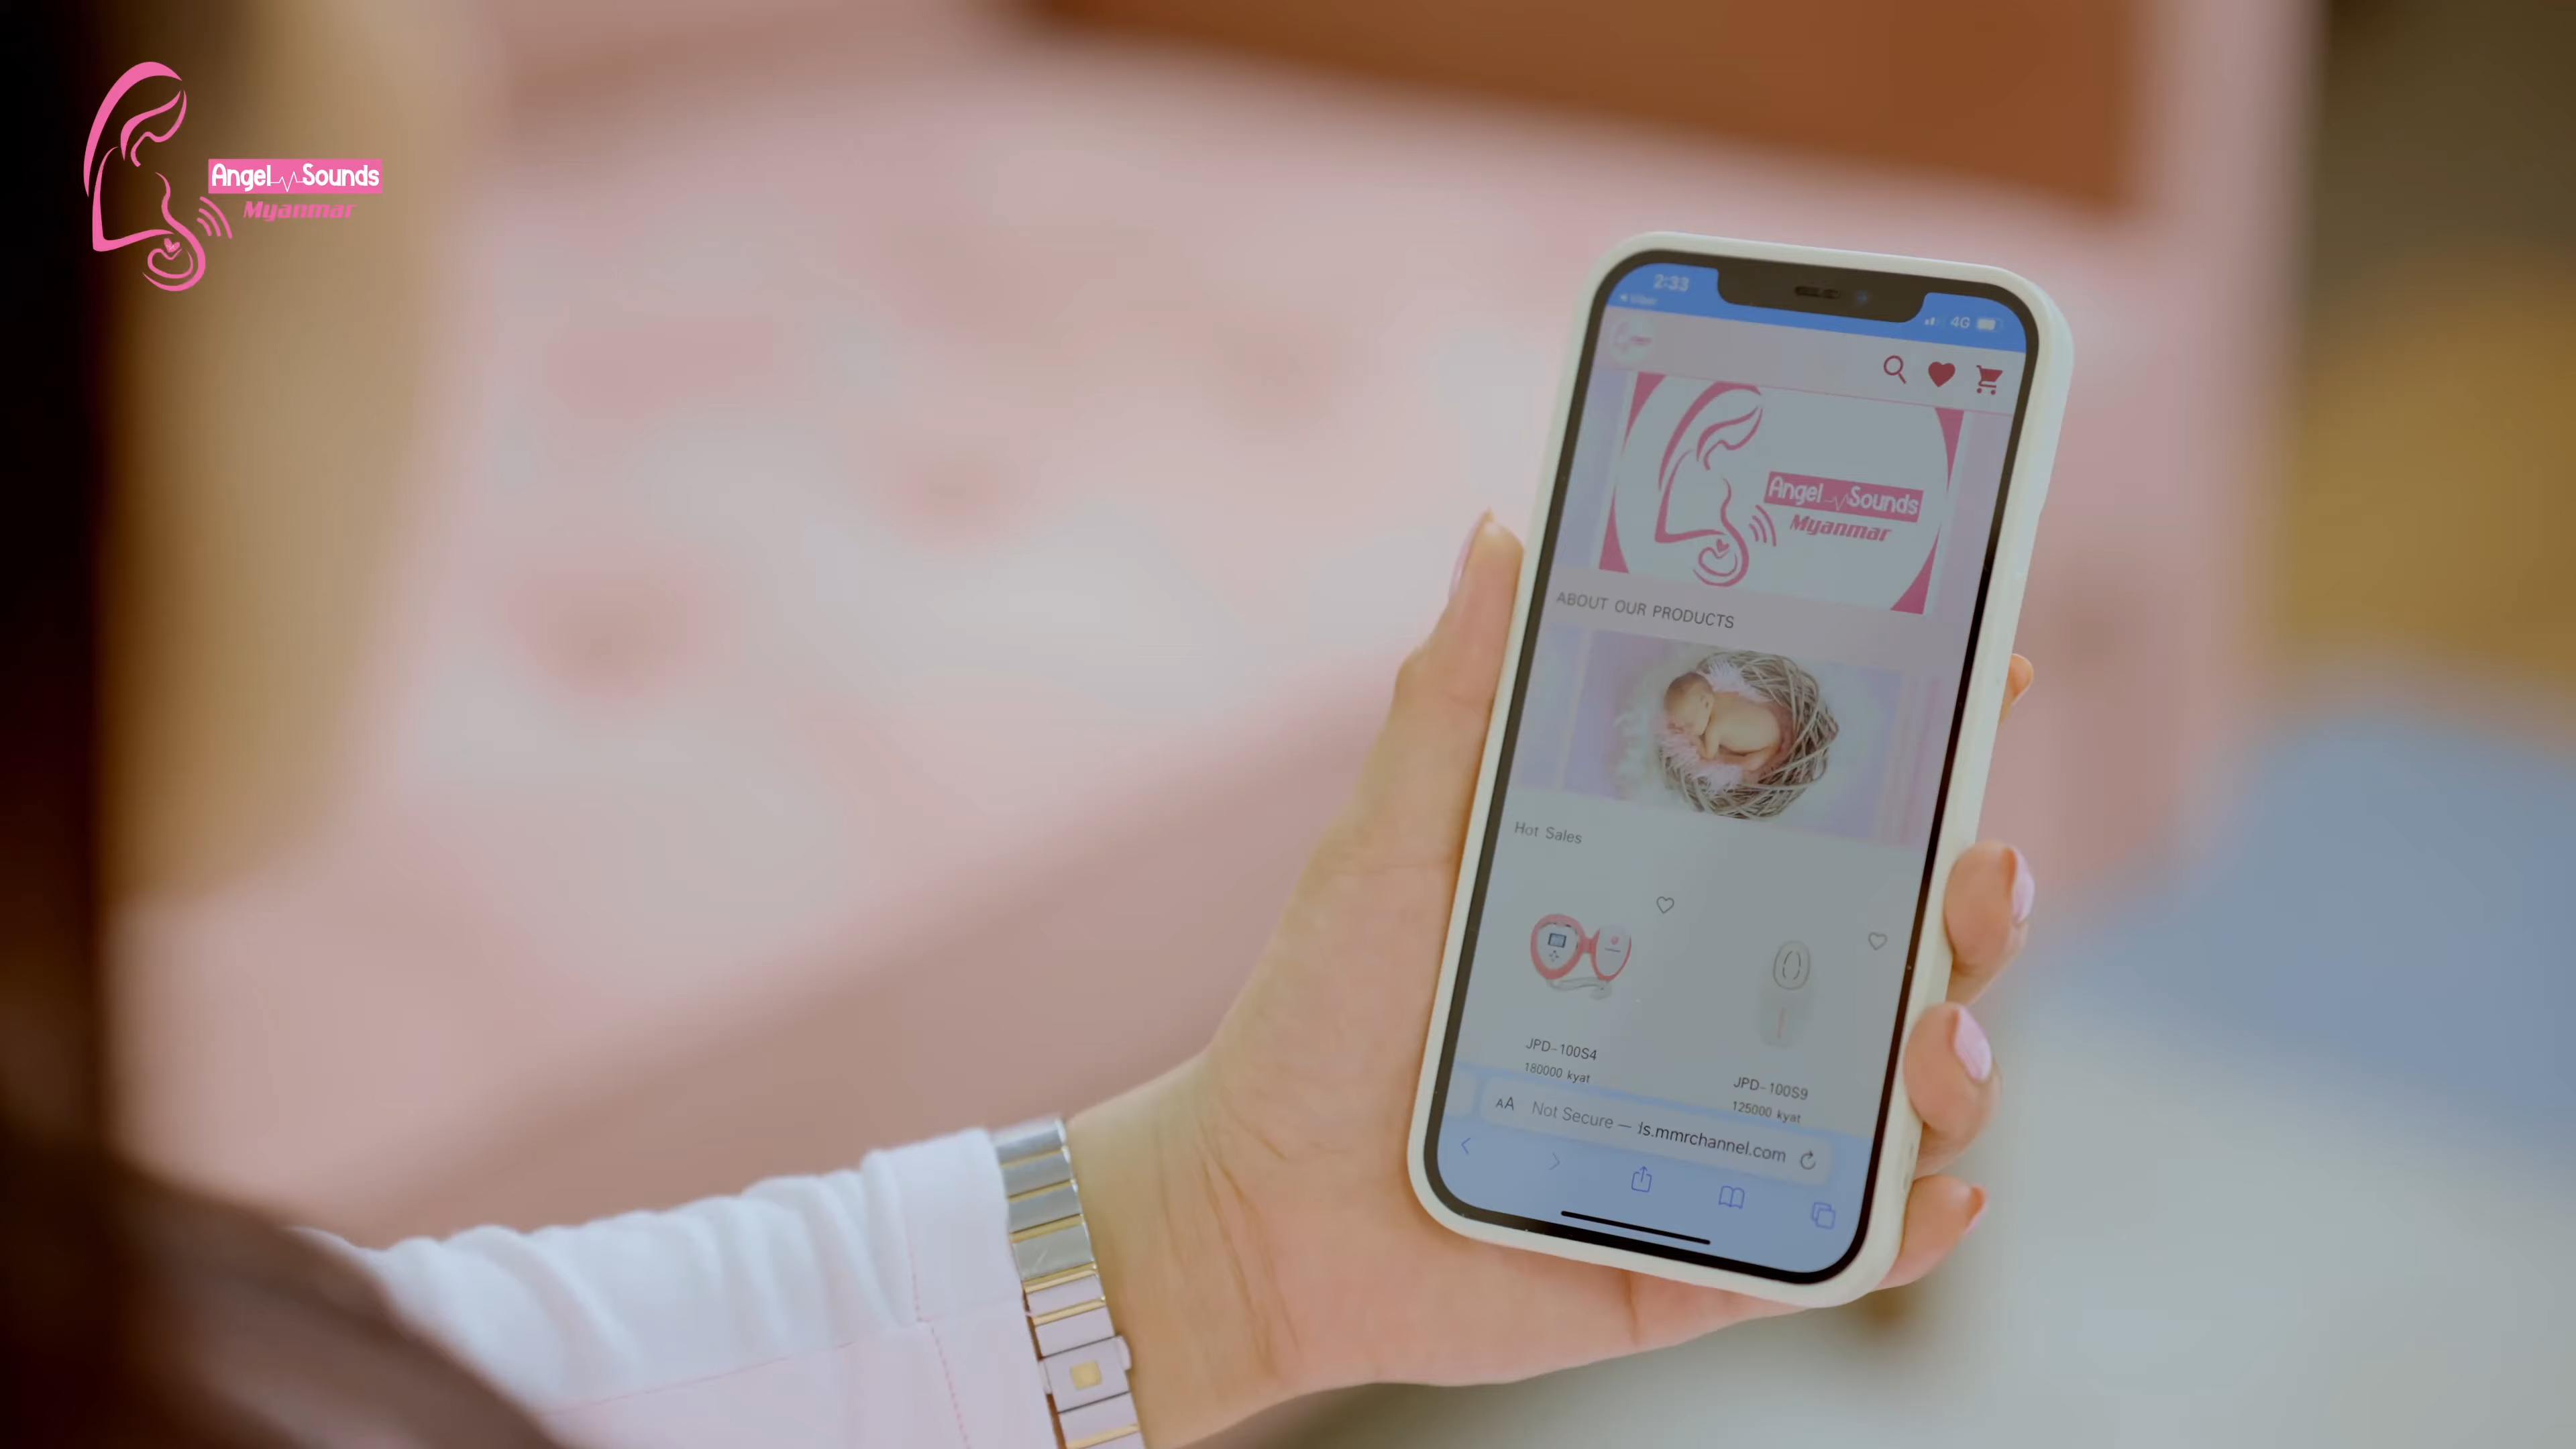 Angel Sounds
Myanmar
2:33
Viber
4G
Angel Sounds
Myanmar
ABOUT OUR PRODUCTS
Hot Sales
JPD-100S4
180000 kyat
JPD-100S9
125000 kyat
AA Not Secure — ls.mmrchannel.com